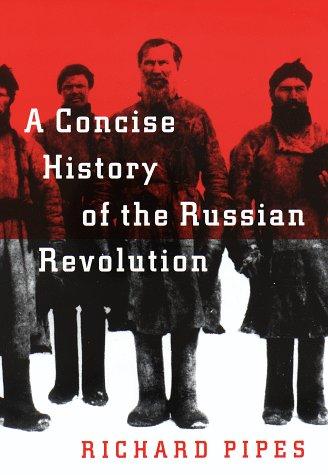 A Concise
History
of the Russian
Revolution
RICHARD PIPES